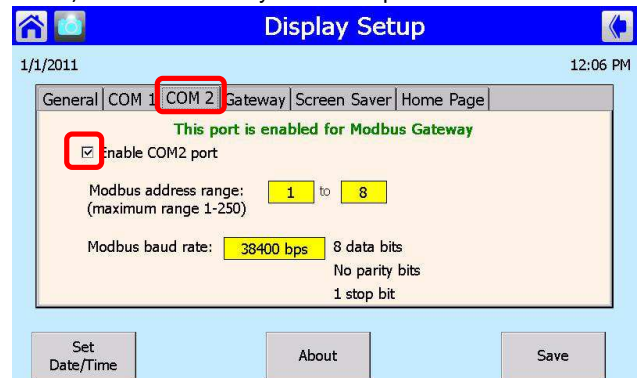 Display Setup
1/1/2011 12:06 PM
General COM 1 COM 2 Gateway Screen Saver Home Page
This port is enabled for Modbus Gateway
Enable COM2 port
Modbus address range: 1 to 8
(maximum range 1-250)
Modbus baud rate: 38400 bps 8 data bits
No parity bits
1 stop bit
Set
Date/Time
About
Save